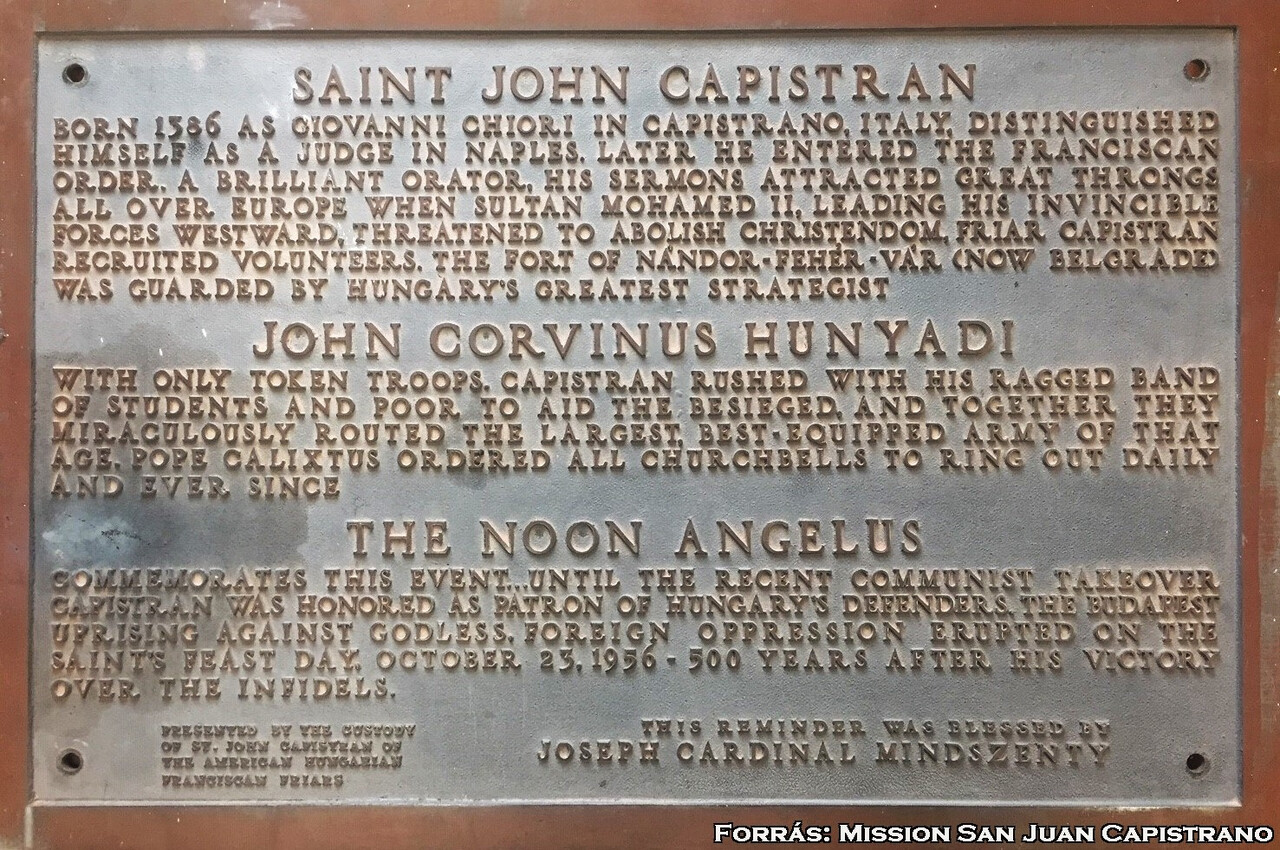 SAINT JOHN CAPISTRAN
BORN 1386 AS GIOVANNI CHIORI IN CAPISTRANO, ITALY, DISTINGUISHED
HIMSELF AS A JUDGE IN NAPLES. LATER HE ENTERED THE FRANCISCAN
ORDER. A BRILLIANT ORATOR, HIS SERMONS ATTRACTED GREAT THRONGS
ALL OVER EUROPE WHEN SULTAN MOHAMED II, LEADING HIS INVINCIBLE
FORCES WESTWARD, THREATENED TO ABOLISH CHRISTENDOM, FRIAR CAPISTRAN
RECRUITED VOLUNTEERS. THE FORT OF NÁNDOR-FEHÉR-VÁR (NOW BELGRADE)
WAS GUARDED BY HUNGARY'S GREATEST STRATEGIST
JOHN CORVINUS HUNYADI
WITH ONLY TOKEN TROOPS. CAPISTRAN RUSHED WITH HIS RAGGED BAND
OF STUDENTS AND POOR TO AID THE BESIEGED, AND TOGETHER THEY
MIRACULOUSLY ROUTED THE LARGEST, BEST-EQUIPPED ARMY OF THAT
AGE. POPE CALIXTUS ORDERED ALL CHURCHBELLS TO RING OUT DAILY
AND EVER SINCE
THE NOON ANGELUS
COMMEMORATES THIS EVENT...UNTIL THE RECENT COMMUNIST TAKEOVER
CAPISTRAN WAS HONORED AS PATRON OF HUNGARY'S DEFENDERS. THE BUDAPEST
UPRISING AGAINST GODLESS, FOREIGN OPPRESSION ERUPTED ON THE
SAINT'S FEAST DAY, OCTOBER 23, 1956 - 500 YEARS AFTER HIS VICTORY
OVER THE INFIDELS.
PRESENTED BY THE CUSTODY
OF ST. JOHN CAPISTRAN OF
THE AMERICAN HUNGARIAN
FRANCISCAN FRIARS
THIS REMINDER WAS BLESSED BY
JOSEPH CARDINAL MINDSZENTY
Forrás: Mission San Juan Capistrano